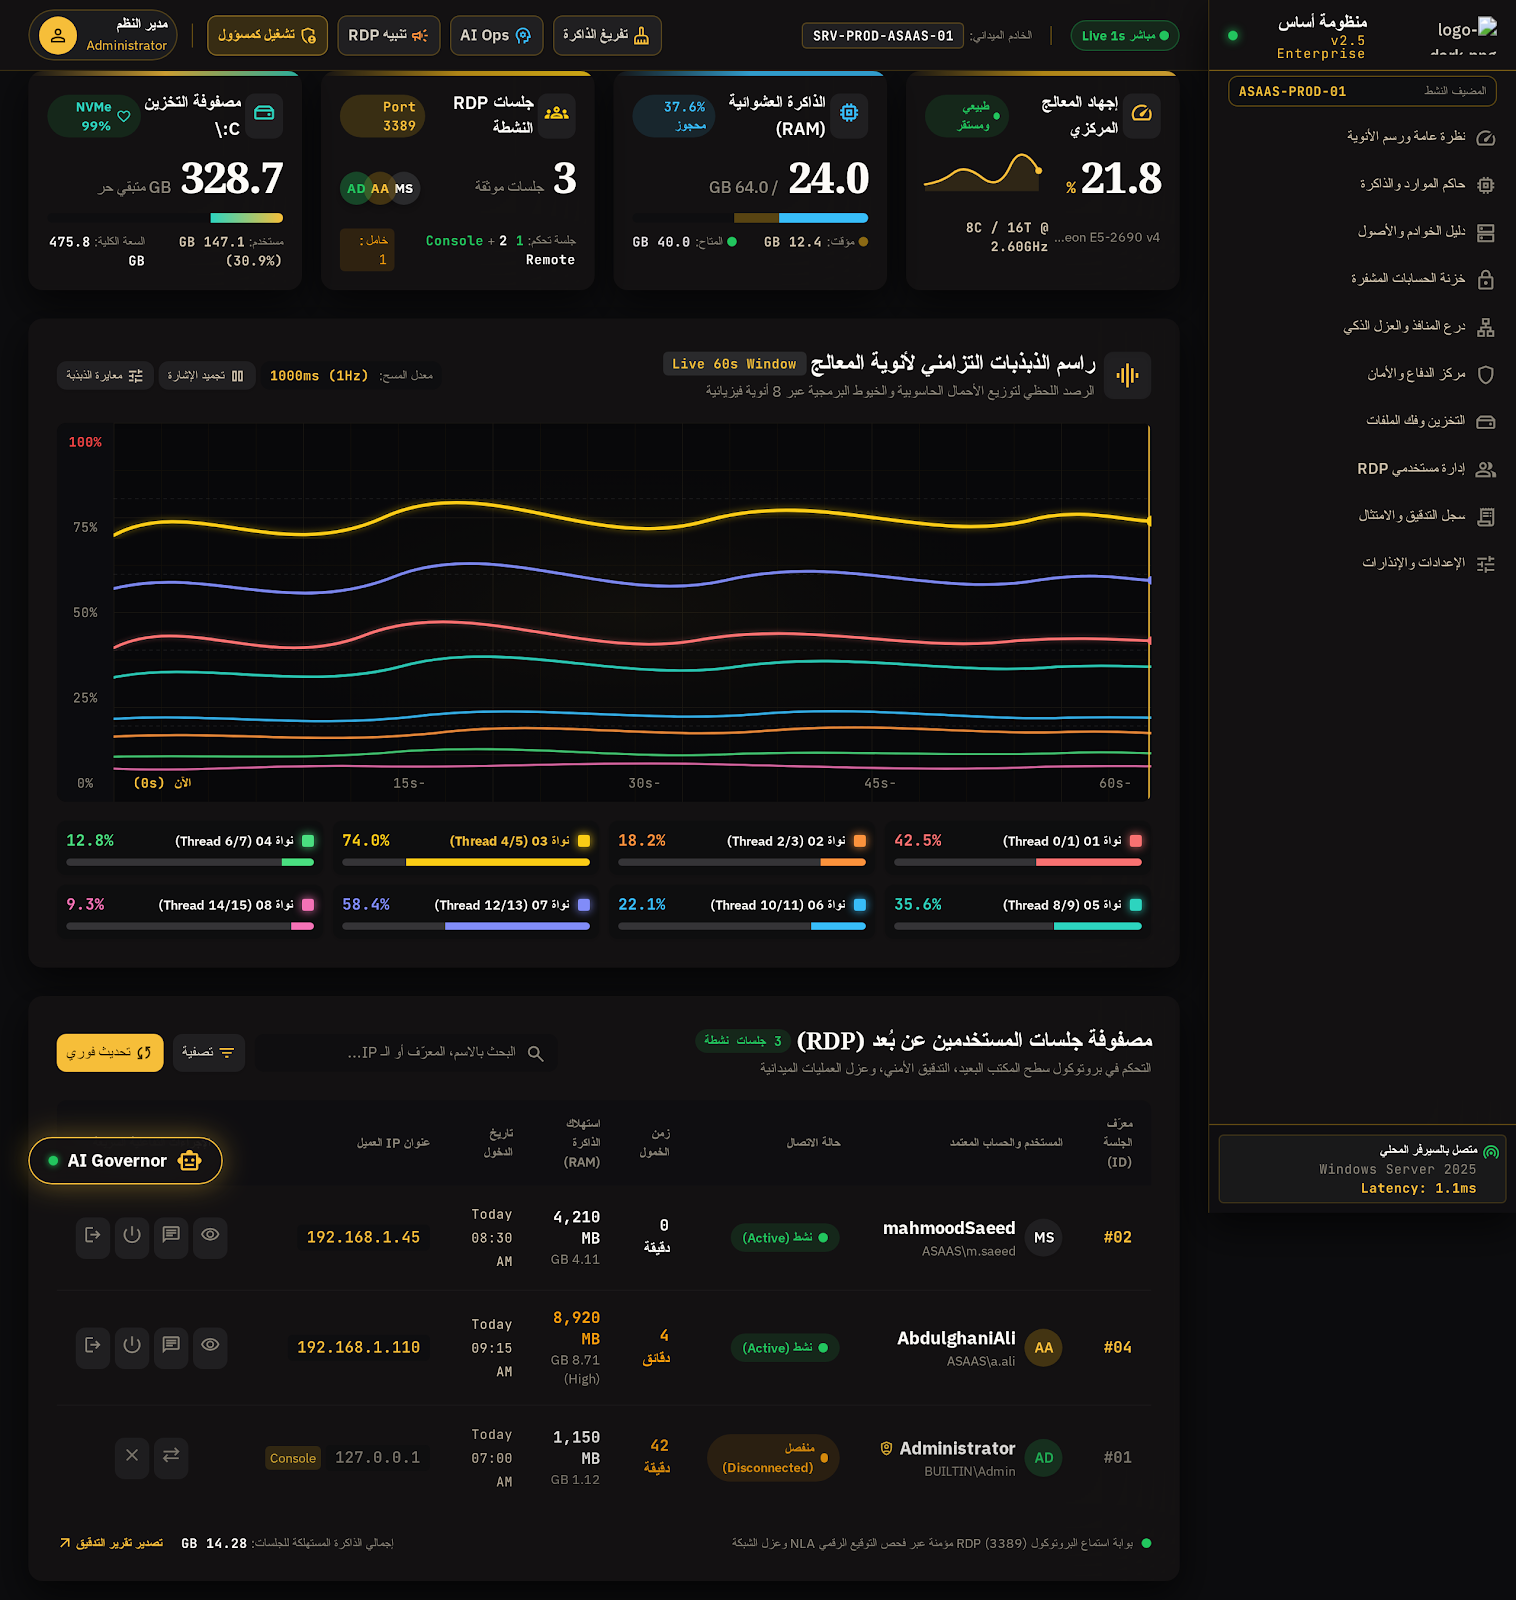 logo-
dark.png
منظومة أساس
v2.5
Enterprise
المضيف النشط
ASAAS-PROD-01
نظرة عامة ورسم الأنوية
حاكم الموارد والذاكرة
دليل الخوادم والأصول
خزنة الحسابات المشفرة
درع المنافذ والعزل الذكي
مركز الدفاع والأمان
التخزين وفك الملفات
إدارة مستخدمي RDP
سجل التدقيق والامتثال
الإعدادات والإنذارات
متصل بالسيرفر المحلي
Windows Server 2025
Latency: 1.1ms
مباشر Live 1s
الخادم الميداني:
SRV-PROD-ASAAS-01
تفريغ الذاكرة
AI Ops
تنبيه RDP
تشغيل كمسؤول
مدير النظم
Administrator
إجهاد المعالج
المركزي
طبيعي
ومستقر
21.8 %
...eon E5-2690 v4
8C / 16T @
2.60GHz
الذاكرة العشوائية
(RAM)
37.6%
محجوز
24.0 / 64.0 GB
مؤقت: 12.4 GB
المتاح: 40.0 GB
جلسات RDP
النشطة
Port
3389
3 جلسات موثقة
MS
AA
AD
جلسة تحكم: 1 Console + 2
Remote
خامل:
1
مصفوفة التخزين
C:\
NVMe
99%
328.7 GB متبقي حر
مستخدم: 147.1 GB
(30.9%)
السعة الكلية: 475.8
GB
راسم الذبذبات التزامني لأنوية المعالج
Live 60s Window
الرصد اللحظي لتوزيع الأحمال الحاسوبية والخيوط البرمجية عبر 8 أنوية فيزيائية
معدل المسح: 1000ms (1Hz)
تجميد الإشارة
معايرة الذبذبة
100%
75%
50%
25%
0%
الآن (0s)
15s-
30s-
45s-
60s-
نواة 01 (Thread 0/1)
42.5%
نواة 02 (Thread 2/3)
18.2%
نواة 03 (Thread 4/5)
74.0%
نواة 04 (Thread 6/7)
12.8%
نواة 05 (Thread 8/9)
35.6%
نواة 06 (Thread 10/11)
22.1%
نواة 07 (Thread 12/13)
58.4%
نواة 08 (Thread 14/15)
9.3%
مصفوفة جلسات المستخدمين عن بُعد (RDP)
3 جلسات نشطة
التحكم في بروتوكول سطح المكتب البعيد، التدقيق الأمني، وعزل العمليات الميدانية
البحث بالاسم، المعرّف أو الـ IP...
تصفية
تحديث فوري
معرّف
الجلسة
(ID)
المستخدم والحساب المعتمد
حالة الاتصال
زمن
الخمول
استهلاك
الذاكرة
(RAM)
تاريخ
الدخول
عنوان IP العميل
AI Governor
#02
MS
mahmoodSaeed
ASAAS\m.saeed
نشط (Active)
0
دقيقة
4,210
MB
4.11 GB
Today
08:30
AM
192.168.1.45
#04
AA
AbdulghaniAli
ASAAS\a.ali
نشط (Active)
4
دقائق
8,920
MB
8.71 GB
(High)
Today
09:15
AM
192.168.1.110
#01
AD
Administrator
BUILTIN\Admin
منفصل
(Disconnected)
42
دقيقة
1,150
MB
1.12 GB
Today
07:00
AM
127.0.0.1
Console
بوابة استماع البروتوكول RDP (3389) مؤمنة عبر فحص التوقيع الرقمي NLA وعزل الشبكة
إجمالي الذاكرة المستهلكة للجلسات: 14.28 GB
تصدير تقرير التدقيق